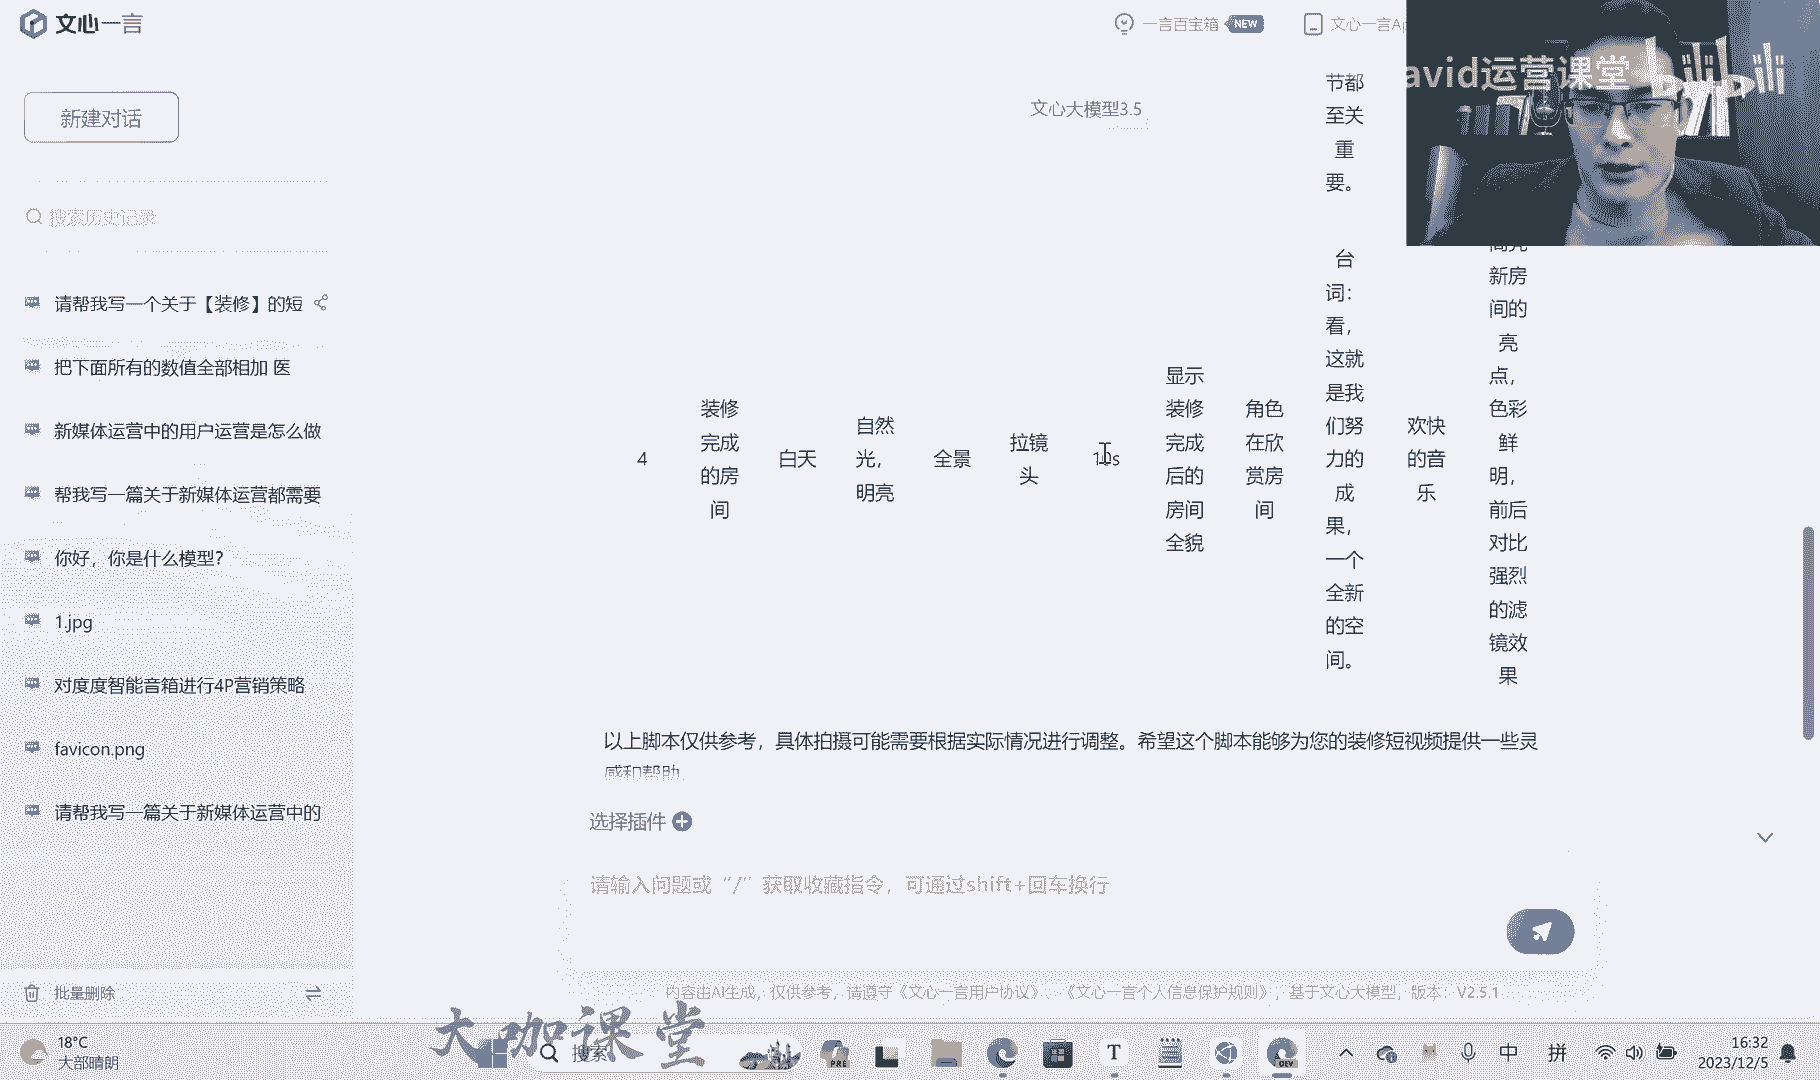 文心一言
一言百宝箱 NEW
文心一言Ap
avid运营课堂 bilibili
新建对话
文心大模型3.5
搜索历史记录
请帮我写一个关于【装修】的短
把下面所有的数值全部相加 医
新媒体运营中的用户运营是怎么做
帮我写一篇关于新媒体运营都需要
你好，你是什么模型？
1.jpg
对度度智能音箱进行4P营销策略
favicon.png
请帮我写一篇关于新媒体运营中的
批量删除
节都
至关
重
要。
4
装修
完成
的房
间
白天
自然
光，
明亮
全景
拉镜
头
显示
装修
完成
后的
房间
全貌
角色
在欣
赏房
间
台
词：
看，
这就
是我
们努
力的
成
果，
一个
全新
的空
间。
欢快
的音
乐
新房
间的
亮
点，
色彩
鲜
明，
前后
对比
强烈
的滤
镜效
果
以上脚本仅供参考，具体拍摄可能需要根据实际情况进行调整。希望这个脚本能够为您的装修短视频提供一些灵
感和帮助
选择插件
请输入问题或“/”获取收藏指令，可通过shift+回车换行
内容由AI生成，仅供参考，请遵守《文心一言用户协议》、《文心一言个人信息保护规则》，基于文心大模型，版本：V2.5.1
大咖课堂
18°C
大部晴朗
搜索
PRE
T
DEV
中
拼
16:32
2023/12/5